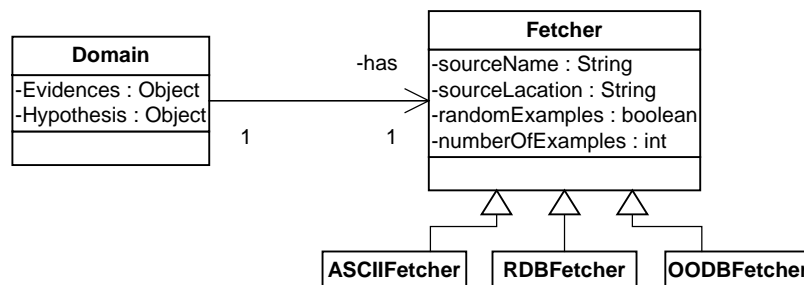 Domain
-Evidences : Object
-Hypothesis : Object
-has
1
1
Fetcher
-sourceName : String
-sourceLacation : String
-randomExamples : boolean
-numberOfExamples : int
ASCIIFetcher
RDBFetcher
OODBFetcher